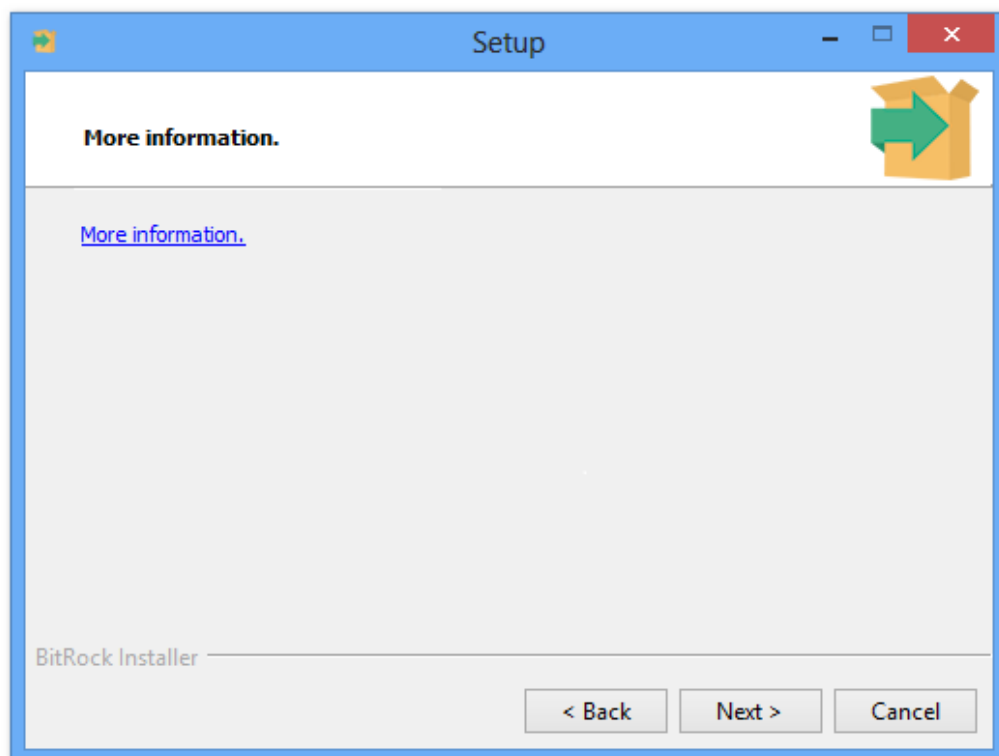 Setup
More information.
More information.
BitRock Installer
< Back
Next >
Cancel